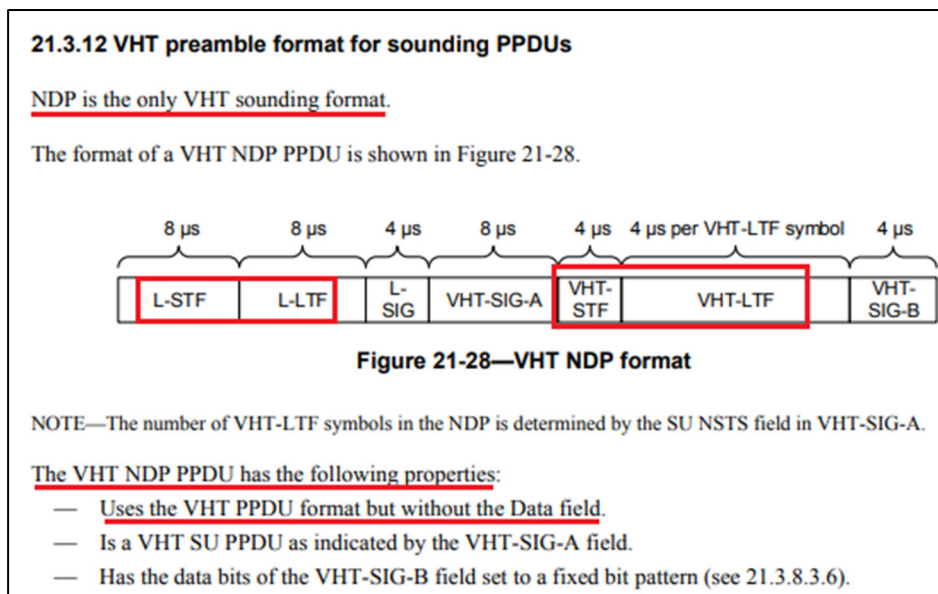 21.3.12 VHT preamble format for sounding PPDUs
NDP is the only VHT sounding format.
The format of a VHT NDP PPDU is shown in Figure 21-28.
8 µs 8 µs 4 µs 8 µs 4 µs 4 µs per VHT-LTF symbol 4 µs
L-STF L-LTF L-SIG VHT-SIG-A VHT-STF VHT-LTF VHT-SIG-B
Figure 21-28—VHT NDP format
NOTE—The number of VHT-LTF symbols in the NDP is determined by the SU NSTS field in VHT-SIG-A.
The VHT NDP PPDU has the following properties:
— Uses the VHT PPDU format but without the Data field.
— Is a VHT SU PPDU as indicated by the VHT-SIG-A field.
— Has the data bits of the VHT-SIG-B field set to a fixed bit pattern (see 21.3.8.3.6).